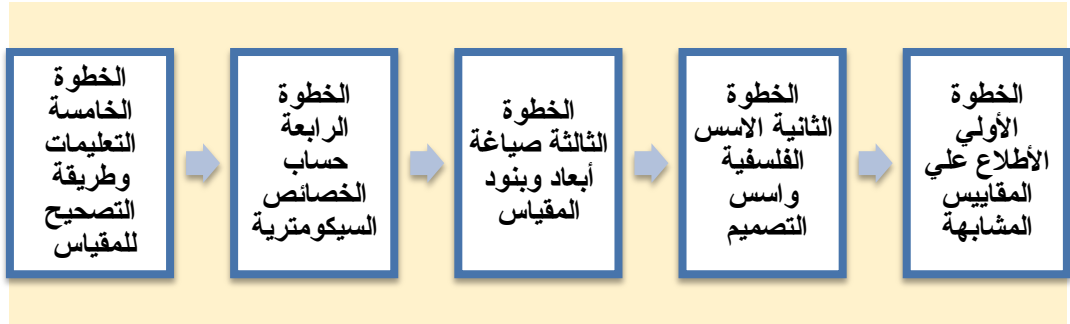 الخطوة
الأولي
الأطلاع علي
المقاييس
المشابهة
الخطوة
الثانية الاسس
الفلسفية
واسس
التصميم
الخطوة
الثالثة صياغة
أبعاد وبنود
المقياس
الخطوة
الرابعة
حساب
الخصائص
السيكومترية
الخطوة
الخامسة
التعليمات
وطريقة
التصحيح
للمقياس